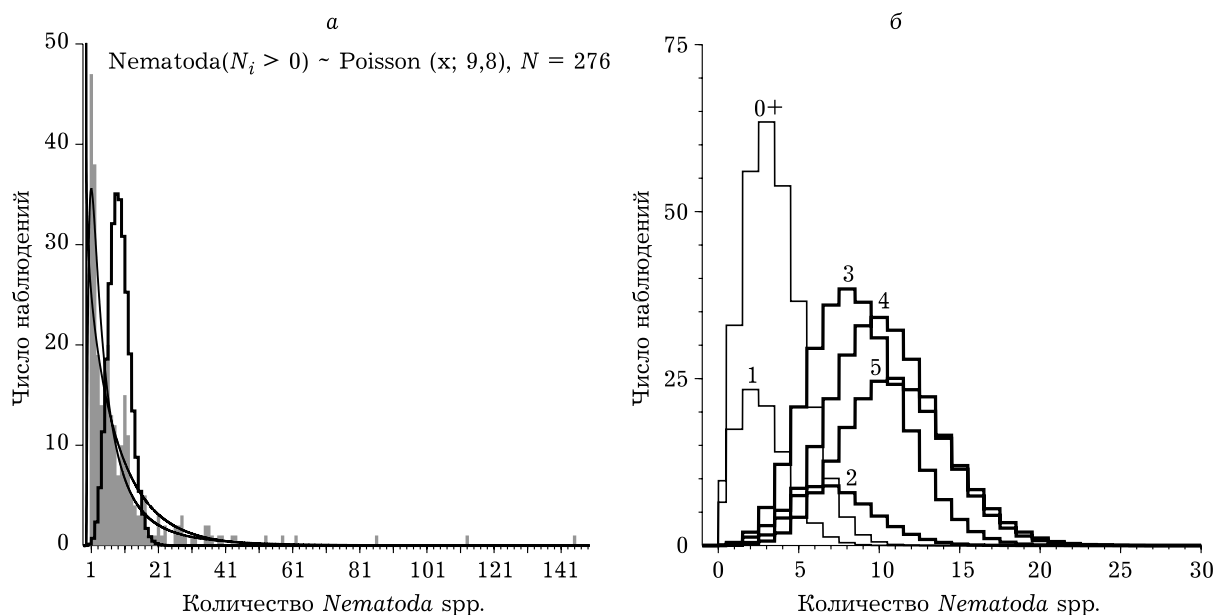 а
50
Nematoda(Nᵢ > 0) ~ Poisson (x; 9,8), N = 276
40
30
20
10
0
Число наблюдений
1 21 41 61 81 101 121 141
Количество Nematoda spp.
б
75
50
25
0
Число наблюдений
0+
1
3
4
5
2
0 5 10 15 20 25 30
Количество Nematoda spp.